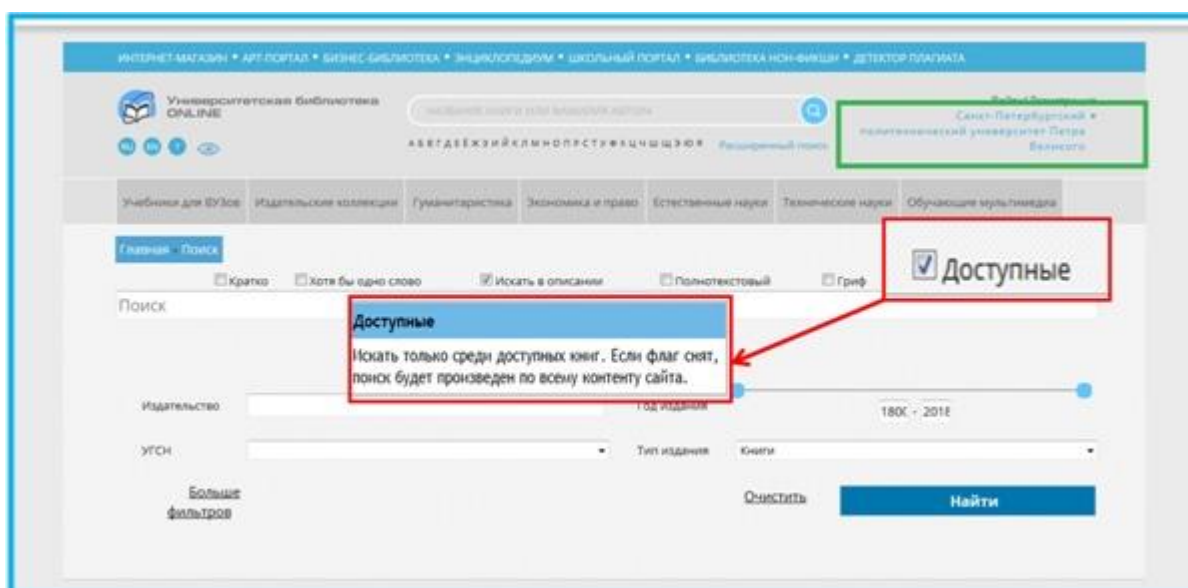 ИНТЕРНЕТ-МАГАЗИН • АРТ-ПОРТАЛ • БИЗНЕС-БИБЛИОТЕКА • ЭНЦИКЛОПЕДИУМ • ШКОЛЬНЫЙ ПОРТАЛ • БИБЛИОТЕКА НОН-ФИКШН • ДЕТЕКТОР ПЛАГИАТА
Университетская библиотека
ONLINE
Санкт-Петербургский
политехнический университет Петра
Великого
RU EN
Расширенный поиск
Учебники для ВУЗов Издательские коллекции Гуманитаристика Экономика и право Естественные науки Технические науки Обучающие мультимедиа
Главная - Поиск
Кратко Хотя бы одно слово Искать в описании Полнотекстовый Гриф Доступные
Поиск
Доступные
Искать только среди доступных книг. Если флаг снят,
поиск будет произведен по всему контенту сайта.
Издательство Год издания
- 2018
УГСН Тип издания Книги
Больше
фильтров
Очистить Найти